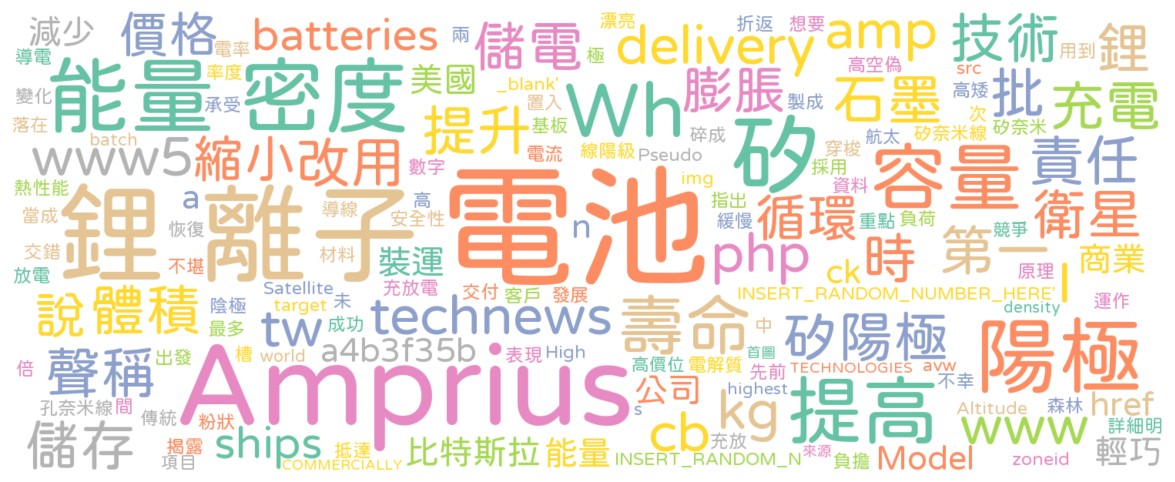 減少 價格 電率 兩 batteries 儲電 極 漂亮 delivery 折返 想要 amp 技術 用到 鋰
導電 能量密度 率度 美國 _blank' 膨脹 製成 高空偽 石墨 src 高矮 批 充電
變化 承受 提升 置入 基板 Wh 碎成 航太 次 矽奈米線 矽奈米
落在 batch www5 縮小 改用 數字 電流 線陽級 Pseudo 矽 穿梭 採用 容量 責任
熱性能 鋰離子 a 導線 高 安全性 電池 n img 指出 資料 循環 重點 負荷 衛星
當成 恢復 緩慢 競爭
交錯 材料 裝運 php 時 第一 商業
放電 不堪 充放電 ck 原理 l
說 體積 陰極 Satellite target 未 交付 客戶 發展 INSERT_RANDOM_NUMBER_HERE' 運作
最多 tw 成功 technews 壽命 中 矽陽極 density 陽極
聲稱 出發 槽 world a4b3f35b 表現 High 高價位 電解質 首圖 先前 TECHNOLOGIES avw 不幸
倍 Amprius 公司 提高
孔奈米線 間 傳統 粉狀 s highest kg Altitude 森林 href
儲存 揭露 ships 抵達 比特斯拉 能量 cb 充放 來源 www 詳細明
項目 COMMERCIALLY INSERT_RANDOM_N 負擔 Model zoneid 輕巧